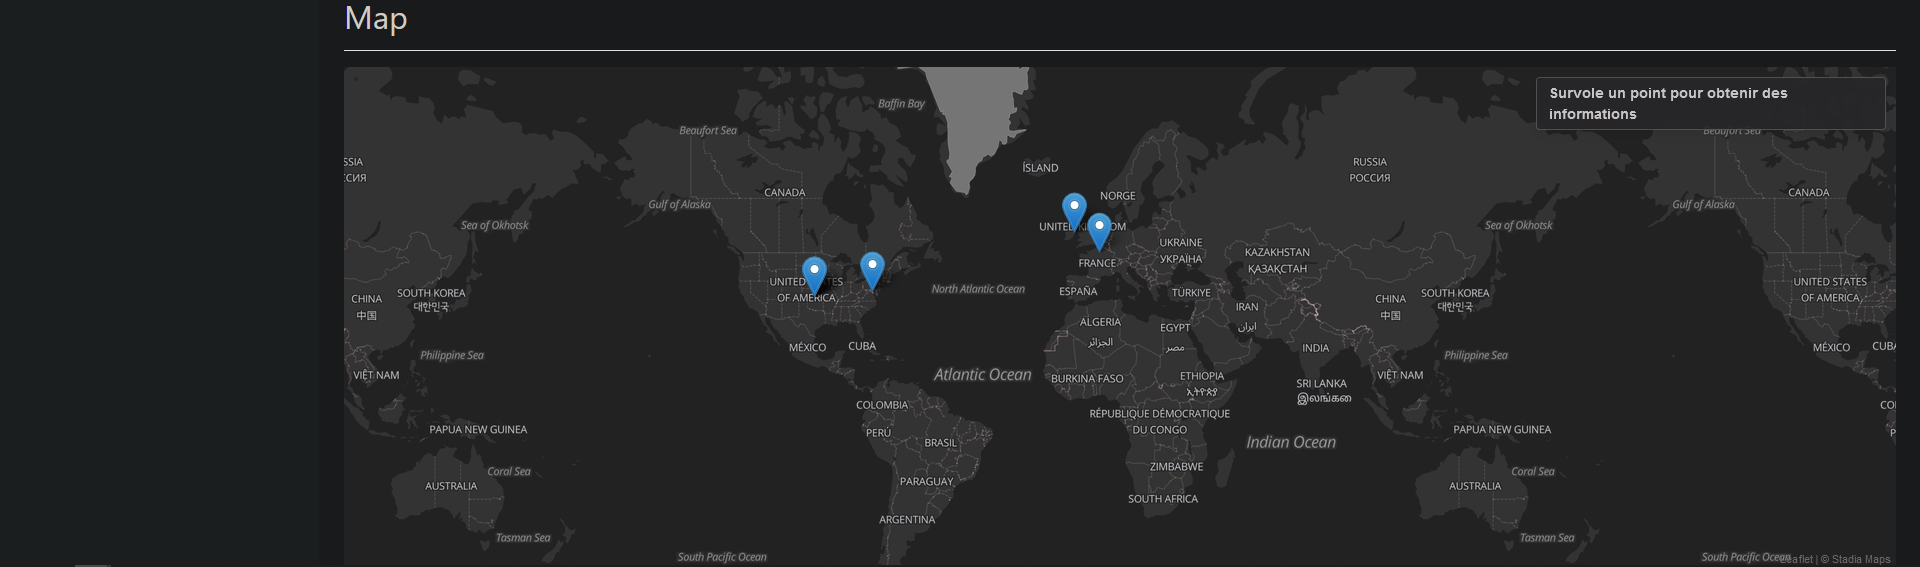 Map
Survole un point pour obtenir des
informations
Baffin Bay
Beaufort Sea
Beaufort Sea
ÍSLAND
SSIA
ССИЯ
RUSSIA
РОССИЯ
CANADA
NORGE
CANADA
Gulf of Alaska
Gulf of Alaska
Sea of Okhotsk
Sea of Okhotsk
UKRAINE
УКРАЇНА
KAZAKHSTAN
ҚАЗАҚСТАН
FRANCE
OF AMERICA
UNITED STATES
OF AMERICA
North Atlantic Ocean
ESPAÑA
TÜRKIYE
CHINA
中国
SOUTH KOREA
대한민국
IRAN
ایران
CHINA
中国
SOUTH KOREA
대한민국
ALGERIA
الجزائر
EGYPT
مصر
MÉXICO
CUBA
INDIA
MÉXICO
CUBA
Philippine Sea
Philippine Sea
VIỆT NAM
Atlantic Ocean
BURKINA FASO
ETHIOPIA
ኢትዮጵያ
VIỆT NAM
SRI LANKA
இலங்கை
COLOMBIA
CO
RÉPUBLIQUE DÉMOCRATIQUE
DU CONGO
PAPUA NEW GUINEA
PERÚ
BRASIL
Indian Ocean
PAPUA NEW GUINEA
P
Coral Sea
ZIMBABWE
Coral Sea
AUSTRALIA
PARAGUAY
SOUTH AFRICA
AUSTRALIA
ARGENTINA
Tasman Sea
Tasman Sea
South Pacific Ocean
South Pacific Ocean
Leaflet | © Stadia Maps